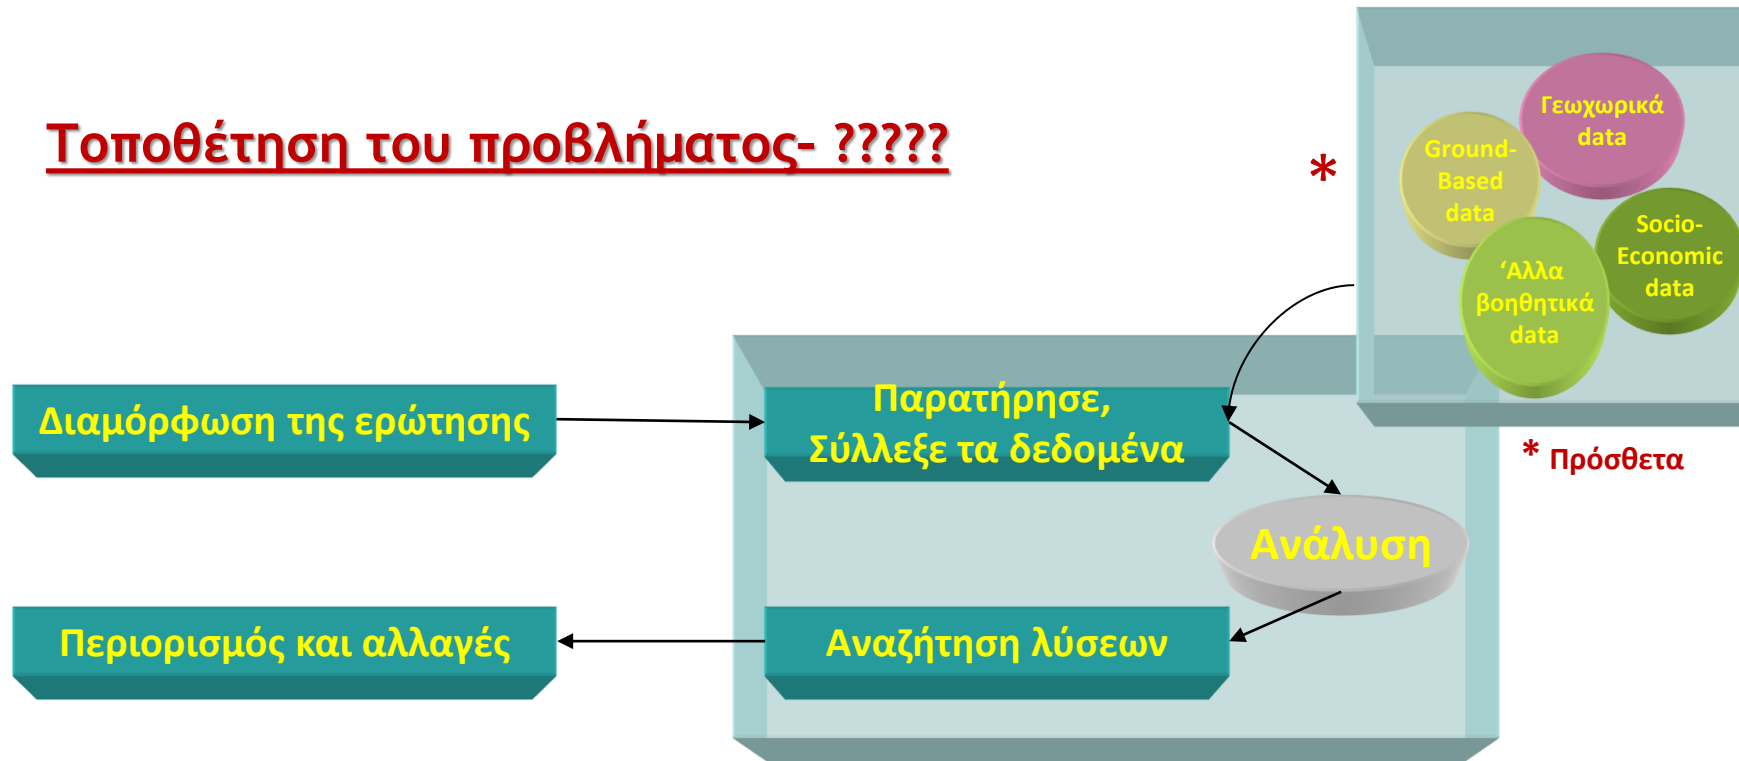 Τοποθέτηση του προβλήματος- ?????
*
Γεωχωρικά
data
Ground-
Based
data
Socio-
Economic
data
‘Αλλα
βοηθητικά
data
* Πρόσθετα
Διαμόρφωση της ερώτησης
Παρατήρησε,
Σύλλεξε τα δεδομένα
Ανάλυση
Αναζήτηση λύσεων
Περιορισμός και αλλαγές